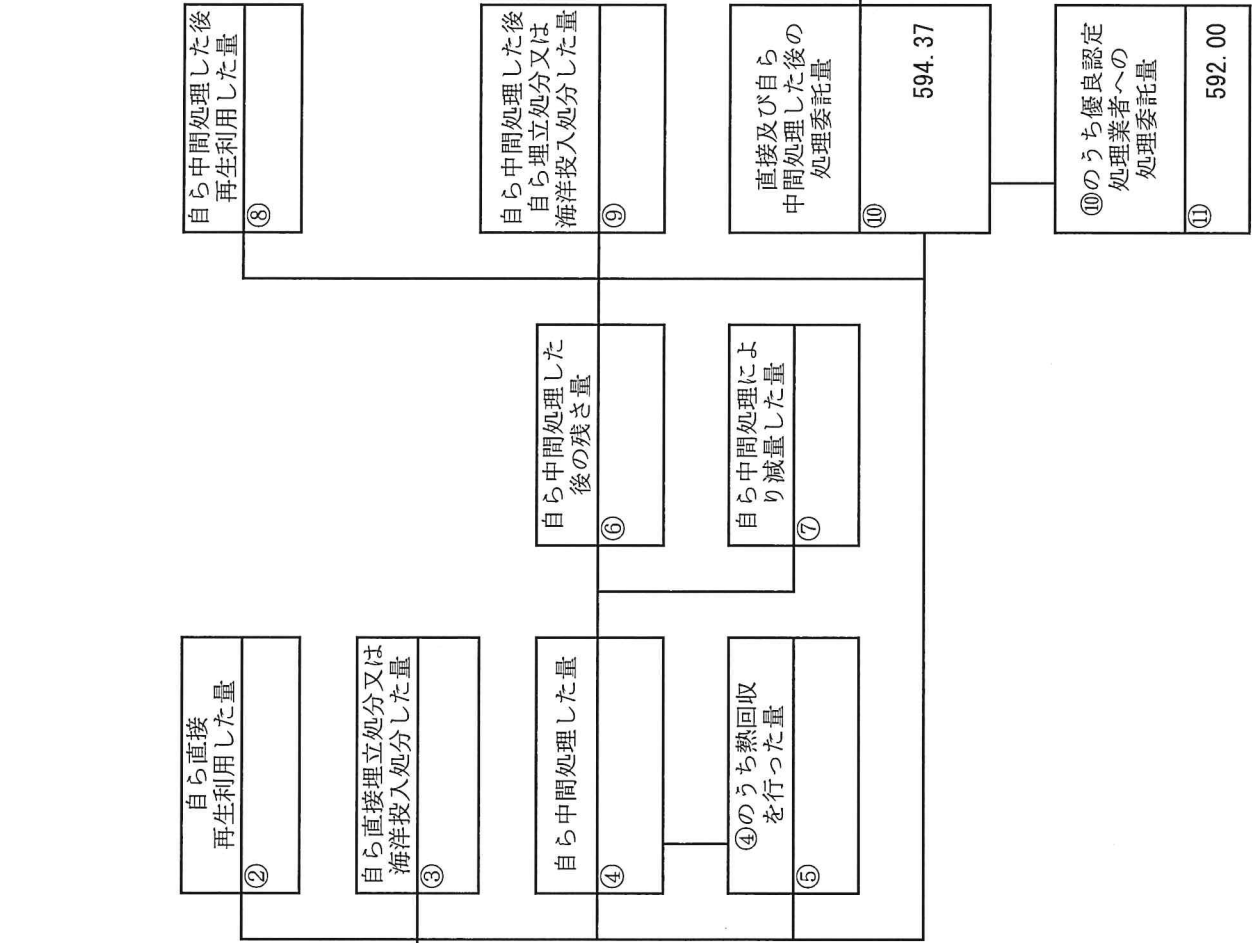 自ら直接
再生利用した量
②
自ら直接埋立処分又は
海洋投入処分した量
③
自ら中間処理した量
④
④のうち熱回収
を行った量
⑤
自ら中間処理した
後の残さ量
⑥
自ら中間処理によ
り減量した量
⑦
自ら中間処理した後
再生利用した量
⑧
自ら中間処理した後
自ら埋立処分又は
海洋投入処分した量
⑨
直接及び自ら
中間処理した後の
処理委託量
⑩
594.37
⑩のうち優良認定
処理業者への
処理委託量
⑪
592.00